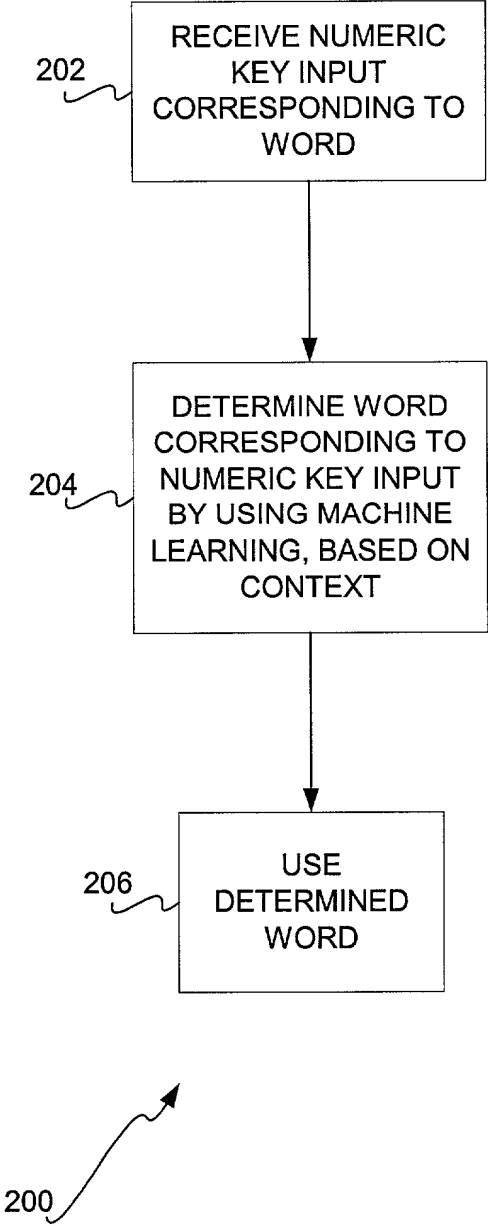 202
RECEIVE NUMERIC
KEY INPUT
CORRESPONDING TO
WORD
204
DETERMINE WORD
CORRESPONDING TO
NUMERIC KEY INPUT
BY USING MACHINE
LEARNING, BASED ON
CONTEXT
206
USE
DETERMINED
WORD
200